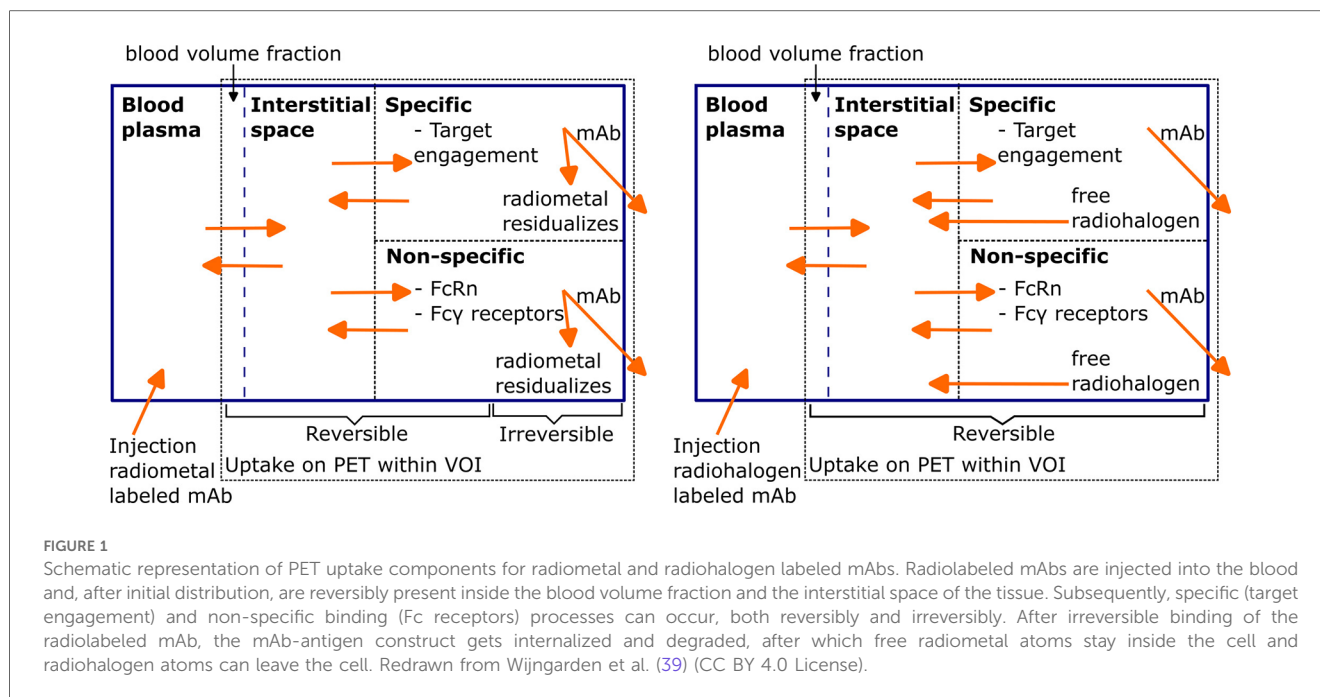 blood volume fraction
Blood
plasma
Interstitial
space
Specific
- Target
engagement
mAb
radiometal
residualizes
Non-specific
- FcRn
- Fcγ receptors
mAb
radiometal
residualizes
Reversible
Irreversible
Injection
radiometal
labeled mAb
Uptake on PET within VOI
blood volume fraction
Blood
plasma
Interstitial
space
Specific
- Target
engagement
mAb
free
radiohalogen
Non-specific
- FcRn
- Fcγ receptors
mAb
free
radiohalogen
Reversible
Injection
radiohalogen
labeled mAb
Uptake on PET within VOI
FIGURE 1
Schematic representation of PET uptake components for radiometal and radiohalogen labeled mAbs. Radiolabeled mAbs are injected into the blood
and, after initial distribution, are reversibly present inside the blood volume fraction and the interstitial space of the tissue. Subsequently, specific (target
engagement) and non-specific binding (Fc receptors) processes can occur, both reversibly and irreversibly. After irreversible binding of the
radiolabeled mAb, the mAb-antigen construct gets internalized and degraded, after which free radiometal atoms stay inside the cell and
radiohalogen atoms can leave the cell. Redrawn from Wijngarden et al. (39) (CC BY 4.0 License).